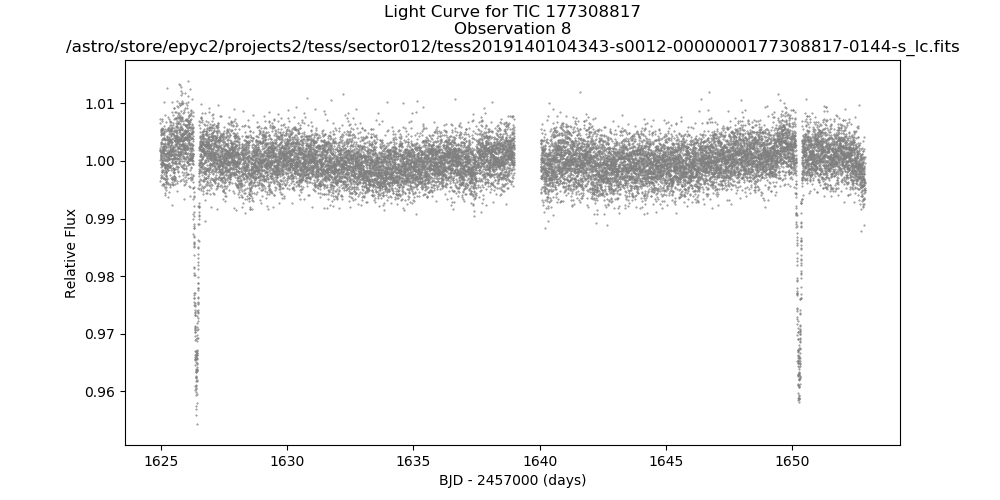 Light Curve for TIC 177308817
Observation 8
/astro/store/epyc2/projects2/tess/sector012/tess2019140104343-s0012-0000000177308817-0144-s_lc.fits
1.01
1.00
0.99
0.98
0.97
0.96
Relative Flux
1625 1630 1635 1640 1645 1650
BJD - 2457000 (days)